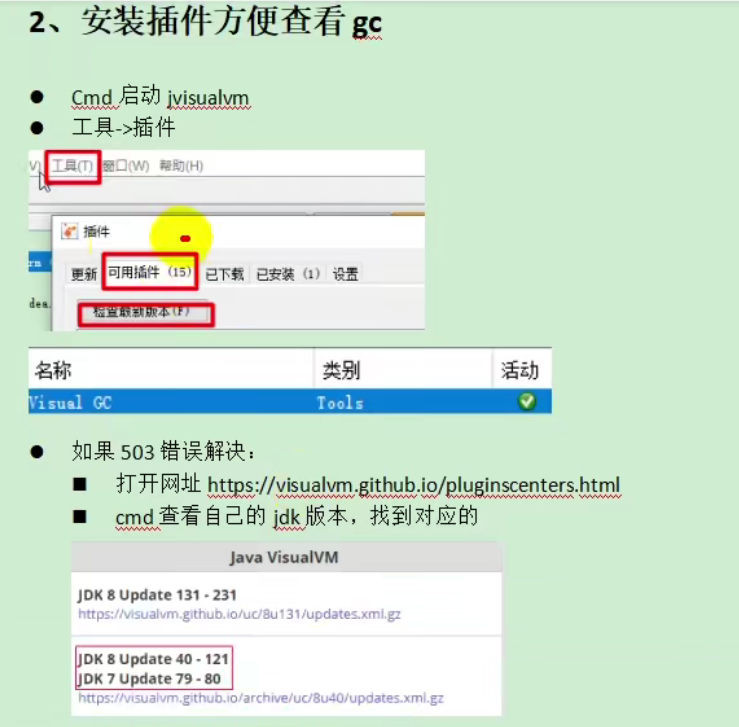 2、安装插件方便查看 gc
● Cmd 启动 jvisualvm
● 工具->插件
V) 工具(T) 窗口(W) 帮助(H)
插件
更新 可用插件 (15) 已下载 已安装 (1) 设置
dea.
检查最新版本(F)
名称 类别 活动
Visual GC Tools
● 如果 503 错误解决：
■ 打开网址 https://visualvm.github.io/pluginscenters.html
■ cmd 查看自己的 jdk 版本，找到对应的
Java VisualVM
JDK 8 Update 131 - 231
https://visualvm.github.io/uc/8u131/updates.xml.gz
JDK 8 Update 40 - 121
JDK 7 Update 79 - 80
https://visualvm.github.io/archive/uc/8u40/updates.xml.gz